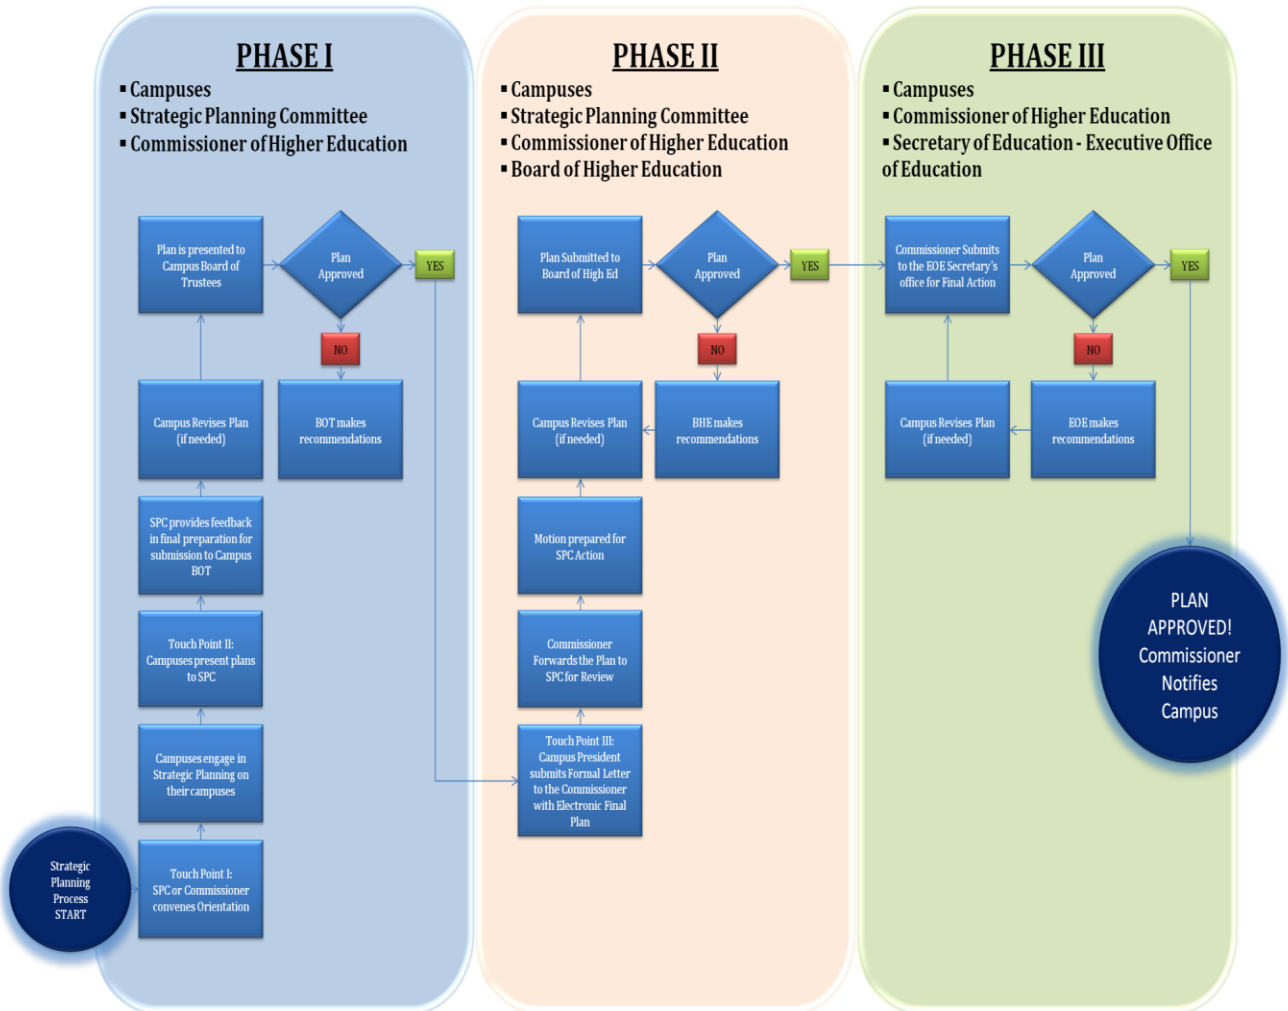 PHASE I
▪ Campuses
▪ Strategic Planning Committee
▪ Commissioner of Higher Education
Plan is presented to
Campus Board of
Trustees
Plan
Approved
YES
NO
Campus Revises Plan
(if needed)
BOT makes
recommendations
SPC provides feedback
in final preparation for
submission to Campus
BOT
Touch Point II:
Campuses present plans
to SPC
Campuses engage in
Strategic Planning on
their campuses
Strategic
Planning
Process
START
Touch Point I:
SPC or Commissioner
convenes Orientation
PHASE II
▪ Campuses
▪ Strategic Planning Committee
▪ Commissioner of Higher Education
▪ Board of Higher Education
Plan Submitted to
Board of High Ed
Plan
Approved
YES
NO
Campus Revises Plan
(if needed)
BHE makes
recommendations
Motion prepared for
SPC Action
Commissioner
Forwards the Plan to
SPC for Review
Touch Point III:
Campus President
submits Formal Letter
to the Commissioner
with Electronic Final
Plan
PHASE III
▪ Campuses
▪ Commissioner of Higher Education
▪ Secretary of Education - Executive Office
of Education
Commissioner Submits
to the EOE Secretary's
office for Final Action
Plan
Approved
YES
NO
Campus Revises Plan
(if needed)
EOE makes
recommendations
PLAN
APPROVED!
Commissioner
Notifies
Campus